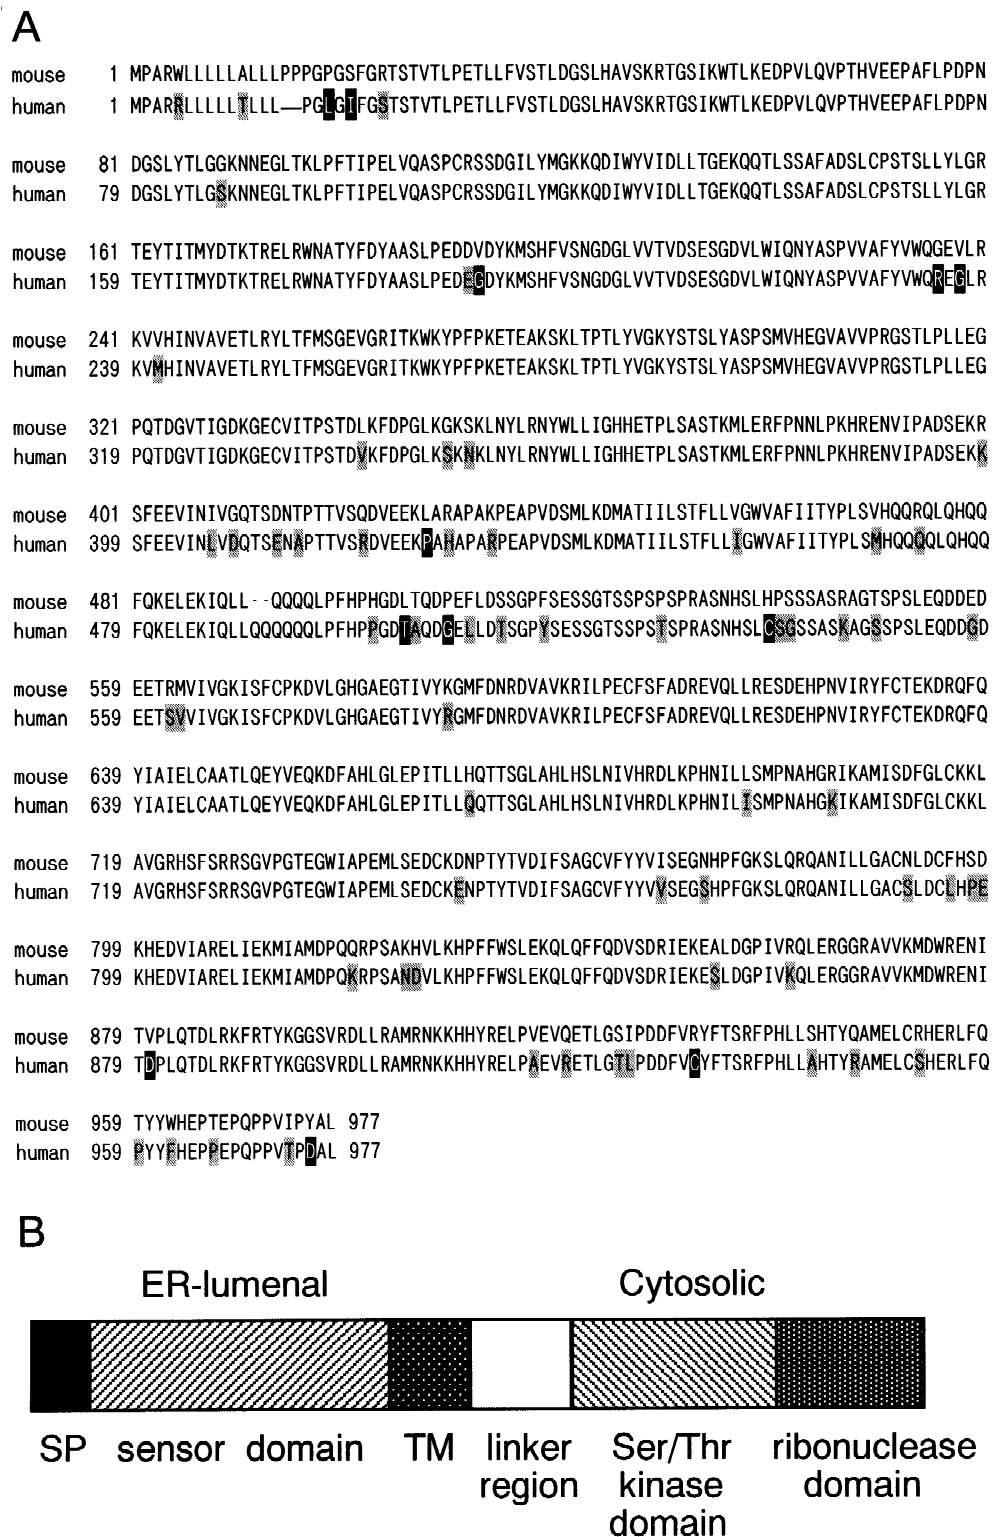 A
mouse 1 MPARWLLLLLALLLPPPGPGSFGRTSTVTLPETLLFVSTLDGSLHAVSKRTGSIKWTLKEDPVLQVPTHVEEPAFLPDPN
human 1 MPARRLLLLLTLLL—PGLGIFGSTSTVTLPETLLFVSTLDGSLHAVSKRTGSIKWTLKEDPVLQVPTHVEEPAFLPDPN
mouse 81 DGSLYTLGGKNNEGLTKLPFTIPELVQASPCRSSDGILYMGKKQDIWYVIDLLTGEKQQTLSSAFADSLCPSTSLLYLGR
human 79 DGSLYTLGSKNNEGLTKLPFTIPELVQASPCRSSDGILYMGKKQDIWYVIDLLTGEKQQTLSSAFADSLCPSTSLLYLGR
mouse 161 TEYTITMYDTKTRELRWNATYFDYAASLPEDDVDYKMSHFVSNGDGLVVTVDSESGDVLWIQNYASPVVAFYVWQGEVLR
human 159 TEYTITMYDTKTRELRWNATYFDYAASLPEDEGDYKMSHFVSNGDGLVVTVDSESGDVLWIQNYASPVVAFYVWQREGLR
mouse 241 KVVHINVAVETLRYLTFMSGEVGRITKWKYPFPKETEAKSKLTPTLYVGKYSTSLYASPSMVHEGVAVVPRGSTLPLLEG
human 239 KVMHINVAVETLRYLTFMSGEVGRITKWKYPFPKETEAKSKLTPTLYVGKYSTSLYASPSMVHEGVAVVPRGSTLPLLEG
mouse 321 PQTDGVTIGDKGECVITPSTDLKFDPGLKGKSKLNYLRNYWLLIGHHETPLSASTKMLERFPNNLPKHRENVIPADSEKR
human 319 PQTDGVTIGDKGECVITPSTDVKFDPGLKSKNKLNYLRNYWLLIGHHETPLSASTKMLERFPNNLPKHRENVIPADSEKK
mouse 401 SFEEVINIVGQTSDNTPTTVSQDVEEKLARAPAKPEAPVDSMLKDMATIILSTFLLVGWVAFIITYPLSVHQQRQLQHQQ
human 399 SFEEVINLVDQTSENAPTTVSRDVEEKPAHAPARPEAPVDSMLKDMATIILSTFLLIGWVAFIITYPLSMHQQQQLQHQQ
mouse 481 FQKELEKIQLL--QQQQLPFHPHGDLTQDPEFLDSSGPFSESSGTSSPSPSPRASNHSLHPSSSASRAGTSPSLEQDDED
human 479 FQKELEKIQLLQQQQQQLPFHPPGDTAQDGELLDTSGPYSESSGTSSPSTSPRASNHSLCSGSSASKAGSSPSLEQDDGD
mouse 559 EETRMVIVGKISFCPKDVLGHGAEGTIVYKGMFDNRDVAVKRILPECFSFADREVQLLRESDEHPNVIRYFCTEKDRQFQ
human 559 EETSVVIVGKISFCPKDVLGHGAEGTIVYRGMFDNRDVAVKRILPECFSFADREVQLLRESDEHPNVIRYFCTEKDRQFQ
mouse 639 YIAIELCAATLQEYVEQKDFAHLGLEPITLLHQTTSGLAHLHSLNIVHRDLKPHNILLSMPNAHGRIKAMISDFGLCKKL
human 639 YIAIELCAATLQEYVEQKDFAHLGLEPITLLQQTTSGLAHLHSLNIVHRDLKPHNILISMPNAHGKIKAMISDFGLCKKL
mouse 719 AVGRHSFSRRSGVPGTEGWIAPEMLSEDCKDNPTYTVDIFSAGCVFYYVISEGNHPFGKSLQRQANILLGACNLDCFHSD
human 719 AVGRHSFSRRSGVPGTEGWIAPEMLSEDCKENPTYTVDIFSAGCVFYYVVSEGSHPFGKSLQRQANILLGACSLDCLHPE
mouse 799 KHEDVIARELIEKMIAMDPQQRPSAKHVLKHPFFWSLEKQLQFFQDVSDRIEKEALDGPIVRQLERGGRAVVKMDWRENI
human 799 KHEDVIARELIEKMIAMDPQKRPSANDVLKHPFFWSLEKQLQFFQDVSDRIEKESLDGPIVKQLERGGRAVVKMDWRENI
mouse 879 TVPLQTDLRKFRTYKGGSVRDLLRAMRNKKHHYRELPVEVQETLGSIPDDFVRYFTSRFPHLLSHTYQAMELCRHERLFQ
human 879 TDPLQTDLRKFRTYKGGSVRDLLRAMRNKKHHYRELPAEVRETLGTLPDDFVCYFTSRFPHLLAHTYRAMELCSHERLFQ
mouse 959 TYYWHEPTEPQPPVIPYAL 977
human 959 PYYFHEPPEPQPPVTPDAL 977
B
ER-lumenal Cytosolic
SP sensor domain TM linker region Ser/Thr kinase domain ribonuclease domain